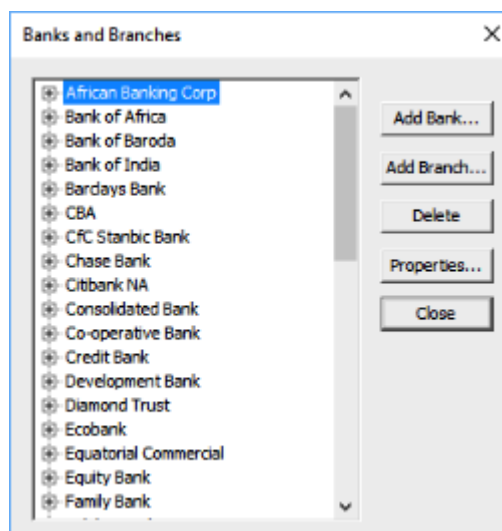 Banks and Branches
African Banking Corp
Bank of Africa
Bank of Baroda
Bank of India
Barclays Bank
CBA
CfC Stanbic Bank
Chase Bank
Citibank NA
Consolidated Bank
Co-operative Bank
Credit Bank
Development Bank
Diamond Trust
Ecobank
Equatorial Commercial
Equity Bank
Family Bank
Add Bank...
Add Branch...
Delete
Properties...
Close